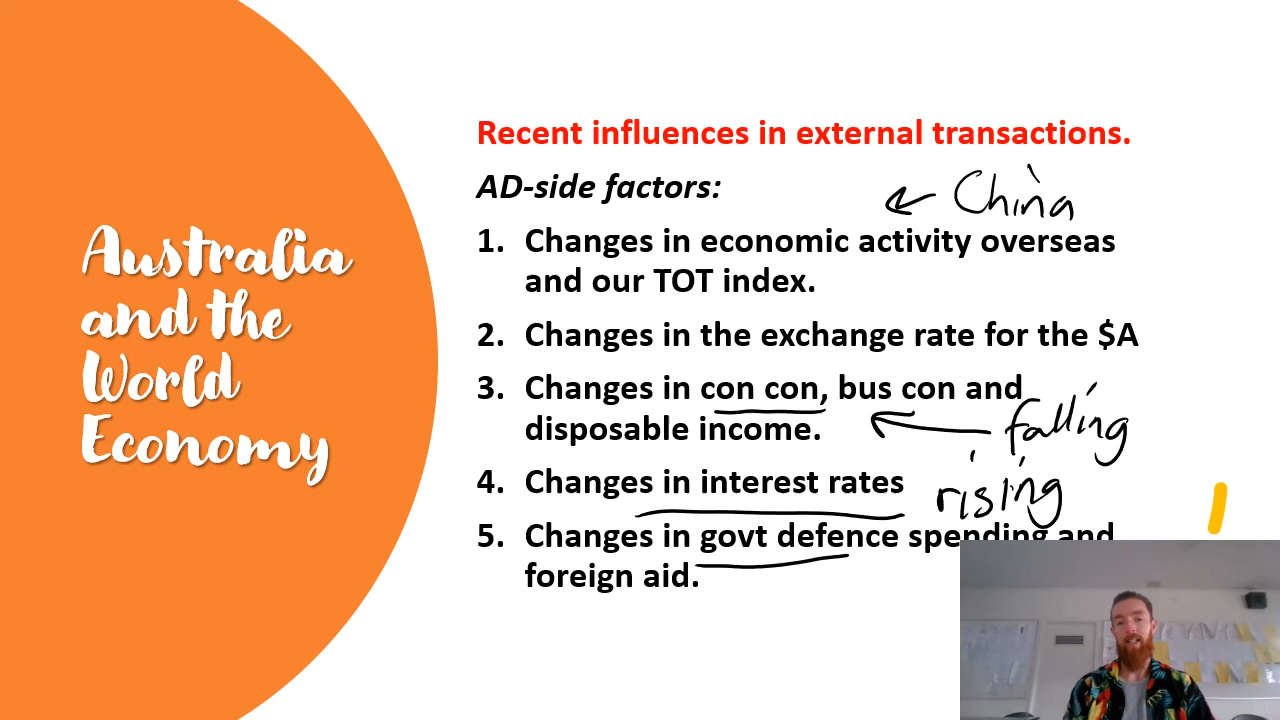 Australia
and the
World
Economy
Recent influences in external transactions.
AD-side factors:
← China
1. Changes in economic activity overseas
and our TOT index.
2. Changes in the exchange rate for the $A
3. Changes in con con, bus con and
disposable income.
← falling
4. Changes in interest rates
rising
5. Changes in govt defence spending and
foreign aid.